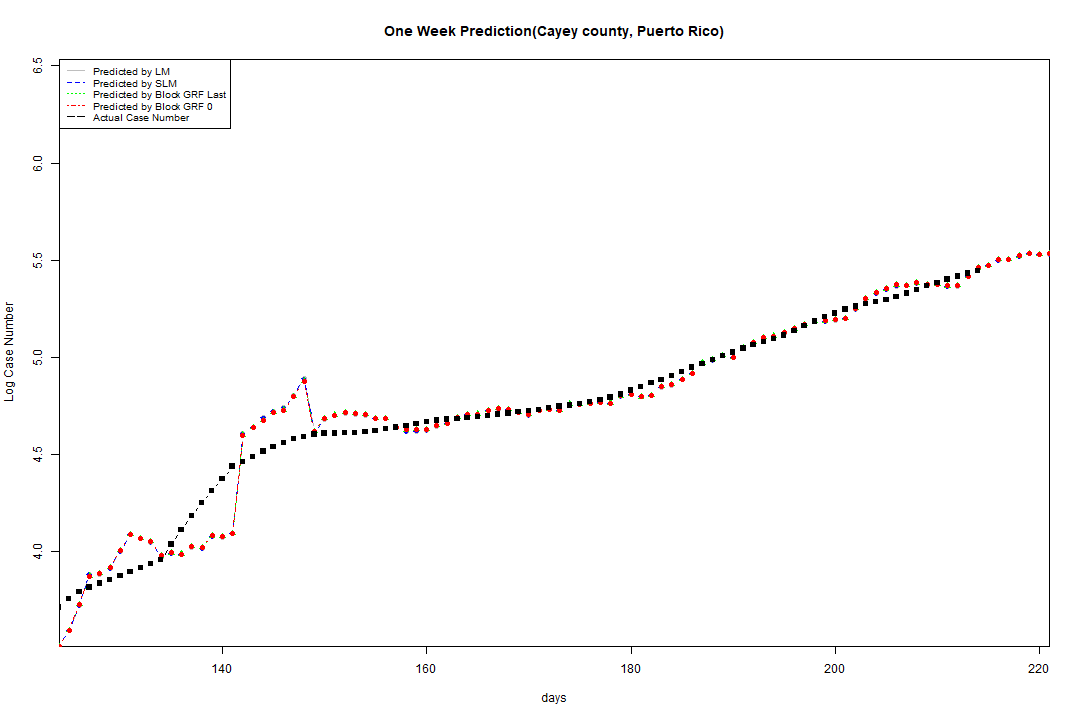 One Week Prediction(Cayey county, Puerto Rico)
Predicted by LM
Predicted by SLM
Predicted by Block GRF Last
Predicted by Block GRF 0
Actual Case Number
6.5
6.0
5.5
5.0
4.5
4.0
Log Case Number
140
160
180
200
220
days